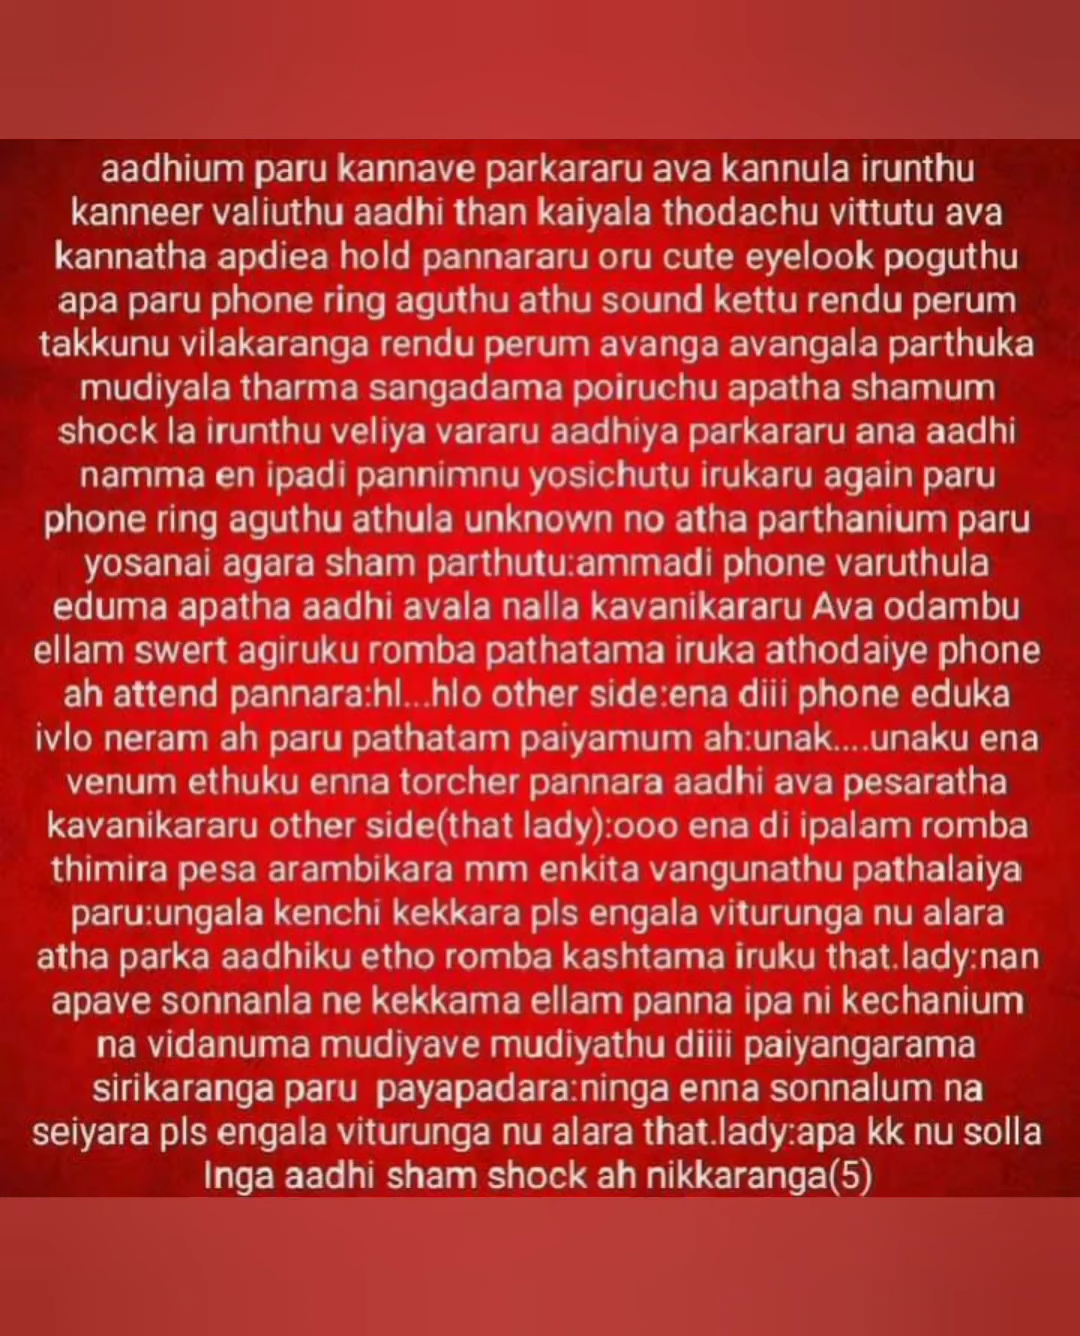 aadhium paru kannave parkararu ava kannula irunthu
kanneer valiuthu aadhi than kaiyala thodachu vittutu ava
kannatha apdiea hold pannararu oru cute eyelook poguthu
apa paru phone ring aguthu athu sound kettu rendu perum
takkunu vilakaranga rendu perum avanga avangala parthuka
mudiyala tharma sangadama poiruchu apatha shamum
shock la irunthu veliya vararu aadhiya parkararu ana aadhi
namma en ipadi pannimnu yosichutu irukaru again paru
phone ring aguthu athula unknown no atha parthanium paru
yosanai agara sham parthutu:ammadi phone varuthula
eduma apatha aadhi avala nalla kavanikararu Ava odambu
ellam swert agiruku romba pathatama iruka athodaiye phone
ah attend pannara:hl...hlo other side:ena diii phone eduka
ivlo neram ah paru pathatam paiyamum ah:unak....unaku ena
venum ethuku enna torcher pannara aadhi ava pesaratha
kavanikararu other side(that lady):ooo ena di ipalam romba
thimira pesa arambikara mm enkita vangunathu pathalaiya
paru:ungala kenchi kekkara pls engala viturunga nu alara
atha parka aadhiku etho romba kashtama iruku that.lady:nan
apave sonnanla ne kekkama ellam panna ipa ni kechanium
na vidanuma mudiyave mudiyathu diiii paiyangarama
sirikaranga paru payapadara:ninga enna sonnalum na
seiyara pls engala viturunga nu alara that.lady:apa kk nu solla
Inga aadhi sham shock ah nikkaranga(5)